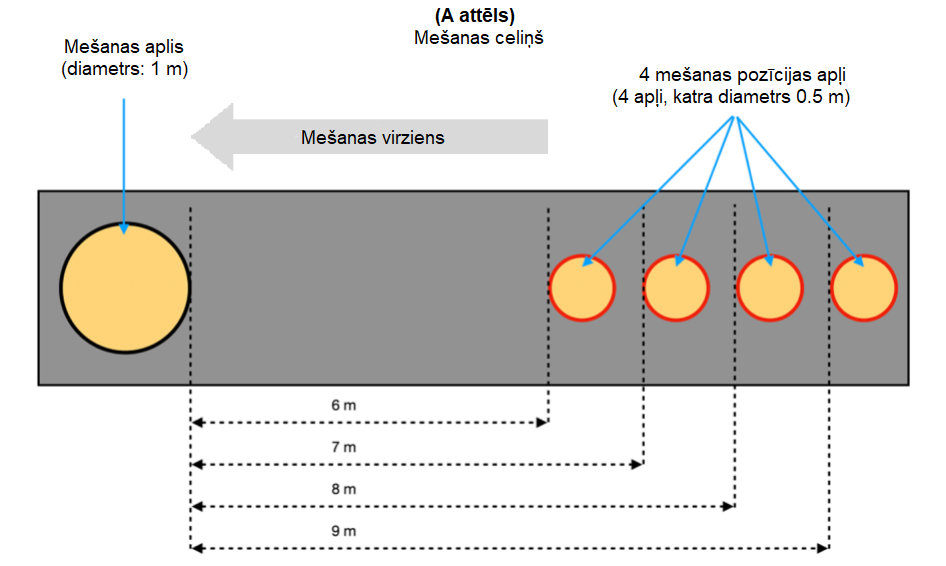 (A attēls)
Mešanas celiņš
Mešanas aplis
(diametrs: 1 m)
4 mešanas pozīcijas apļi
(4 apļi, katra diametrs 0.5 m)
Mešanas virziens
6 m
7 m
8 m
9 m